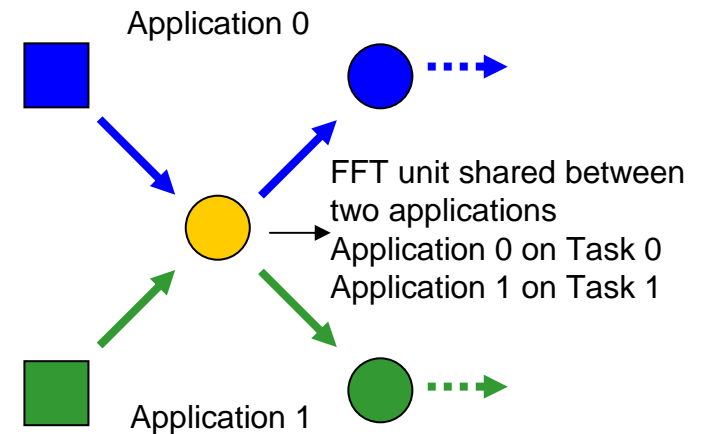 Application 0
FFT unit shared between
two applications
Application 0 on Task 0
Application 1 on Task 1
Application 1